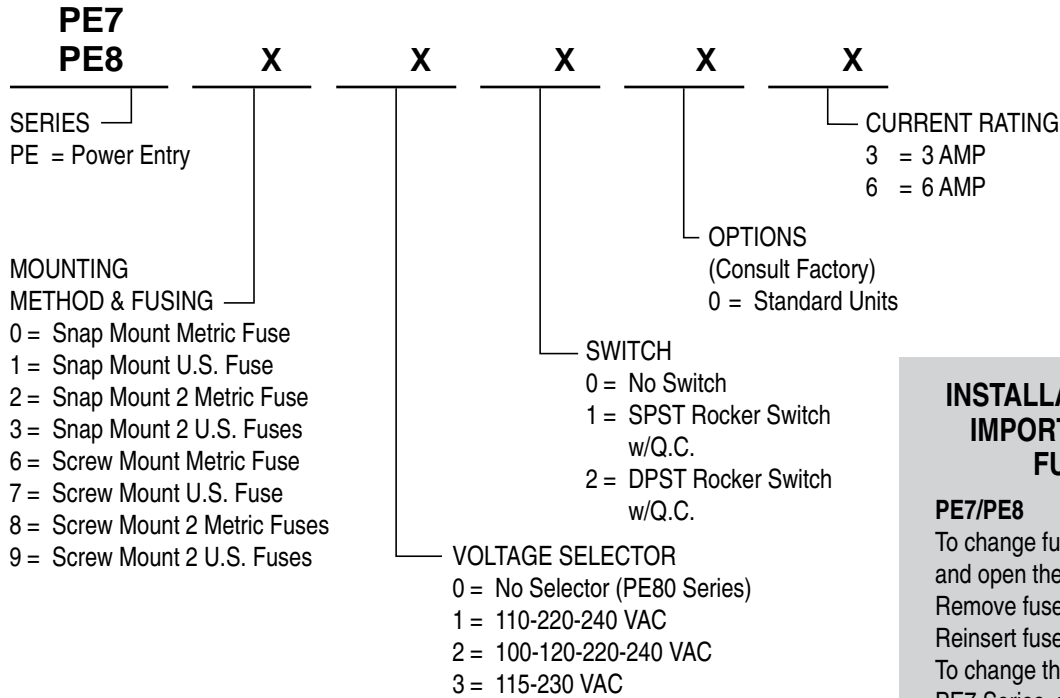 PE7
PE8 X X X X X
SERIES
PE = Power Entry
MOUNTING
METHOD & FUSING
0 = Snap Mount Metric Fuse
1 = Snap Mount U.S. Fuse
2 = Snap Mount 2 Metric Fuse
3 = Snap Mount 2 U.S. Fuses
6 = Screw Mount Metric Fuse
7 = Screw Mount U.S. Fuse
8 = Screw Mount 2 Metric Fuses
9 = Screw Mount 2 U.S. Fuses
VOLTAGE SELECTOR
0 = No Selector (PE80 Series)
1 = 110-220-240 VAC
2 = 100-120-220-240 VAC
3 = 115-230 VAC
SWITCH
0 = No Switch
1 = SPST Rocker Switch
w/Q.C.
2 = DPST Rocker Switch
w/Q.C.
OPTIONS
(Consult Factory)
0 = Standard Units
CURRENT RATING
3 = 3 AMP
6 = 6 AMP
PE7/PE8
To change
and open the
Remove fuse
Reinsert fuse
To change